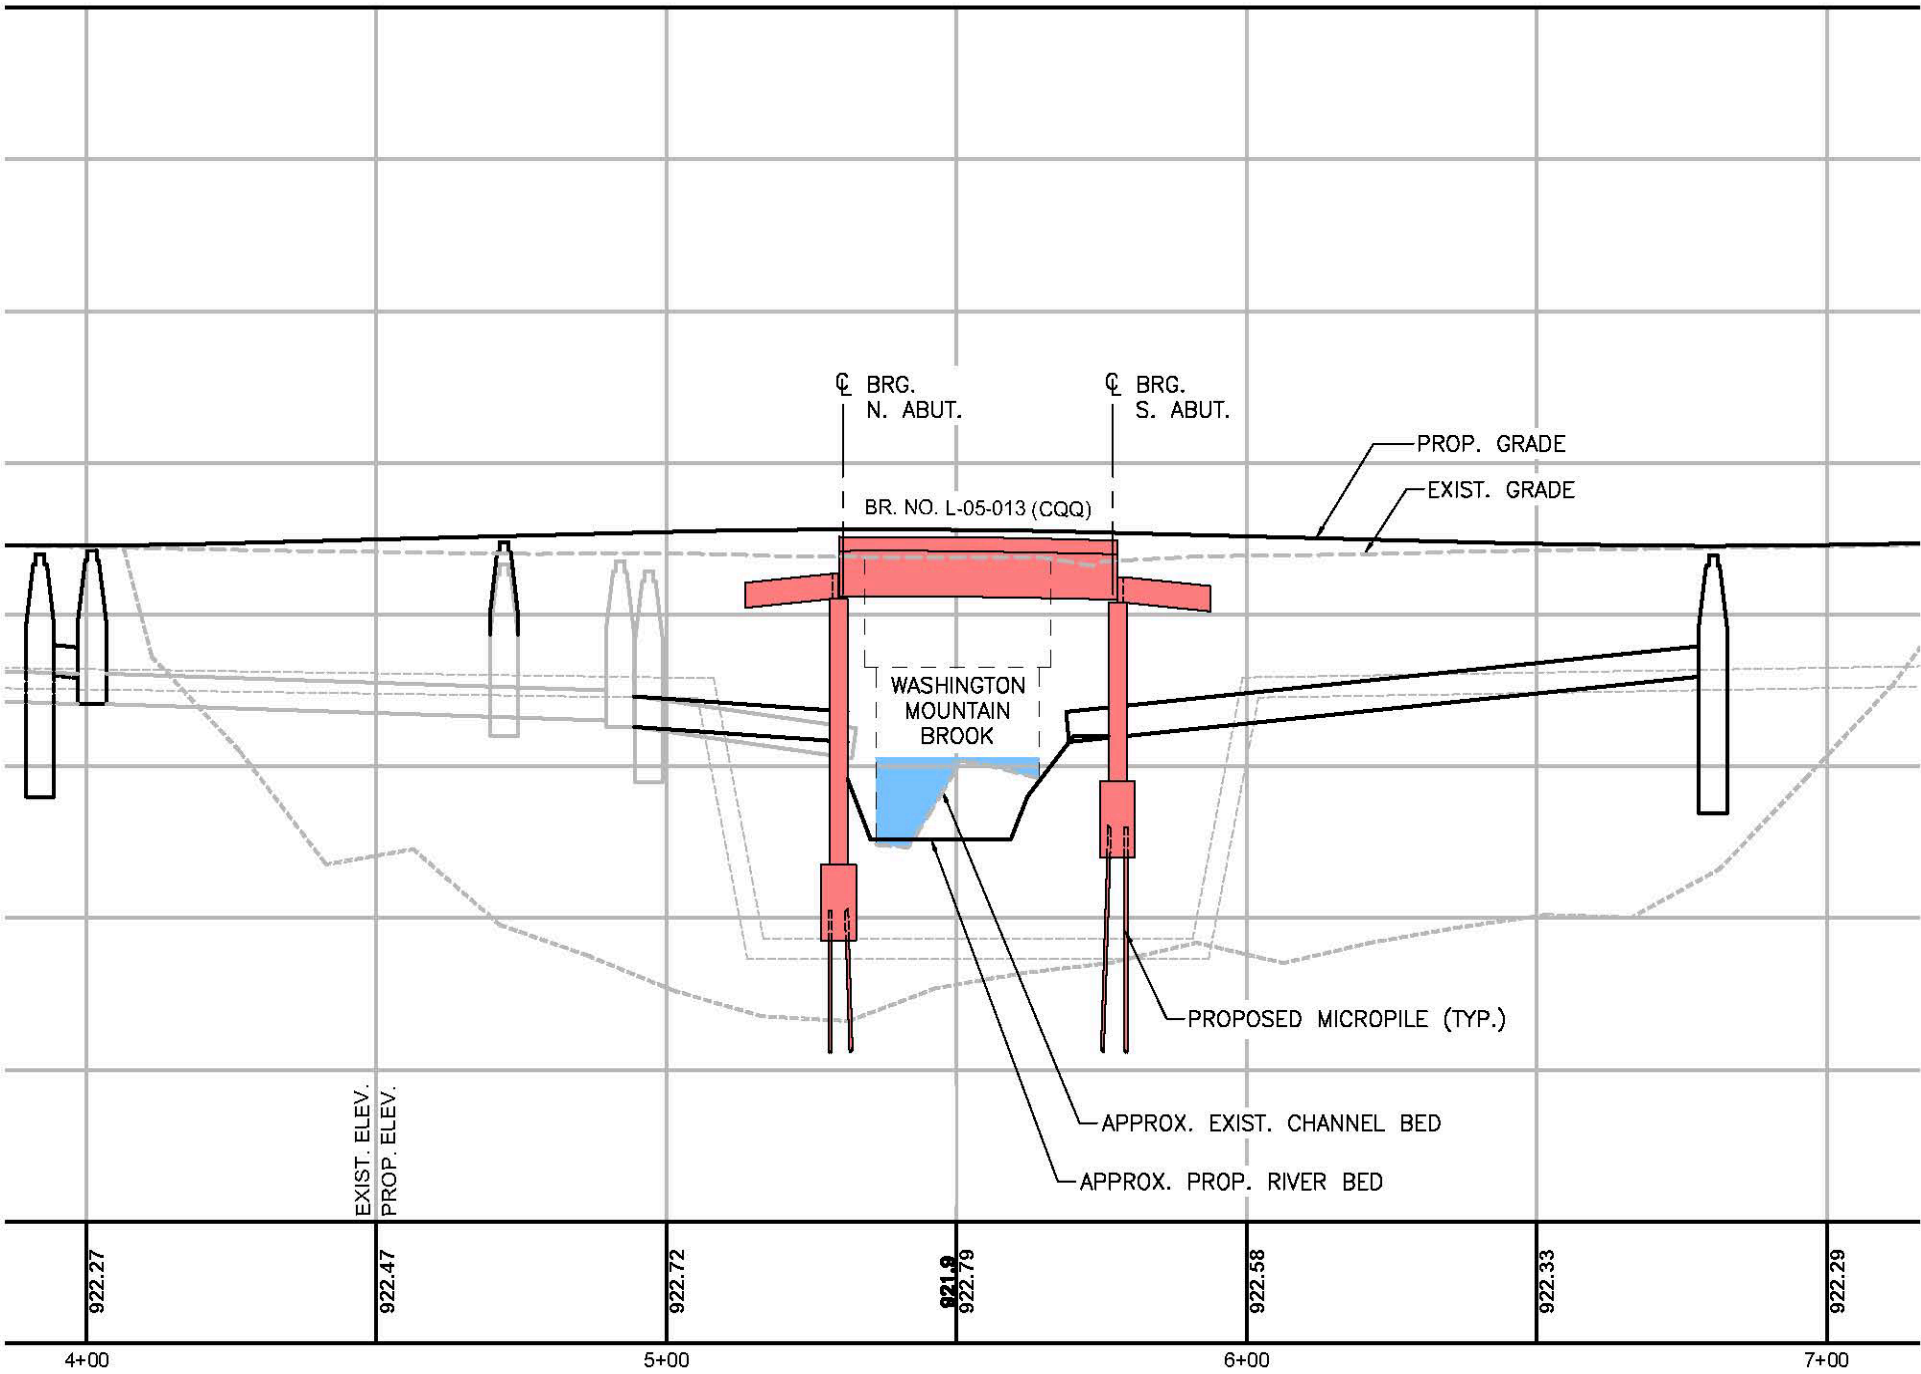 ℄ BRG.
N. ABUT.
℄ BRG.
S. ABUT.
PROP. GRADE
EXIST. GRADE
BR. NO. L-05-013 (CQQ)
WASHINGTON
MOUNTAIN
BROOK
PROPOSED MICROPILE (TYP.)
APPROX. EXIST. CHANNEL BED
APPROX. PROP. RIVER BED
EXIST. ELEV.
PROP. ELEV.
922.27
922.47
922.72
921.9
922.79
922.58
922.33
922.29
4+00
5+00
6+00
7+00